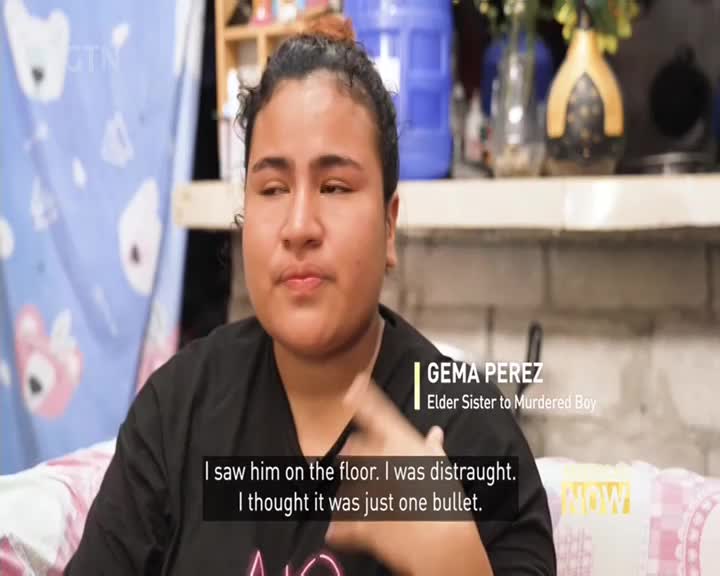 GTN
GEMA PEREZ
Elder Sister to Murdered Boy
I saw him on the floor. I was distraught.
I thought it was just one bullet.
NOW